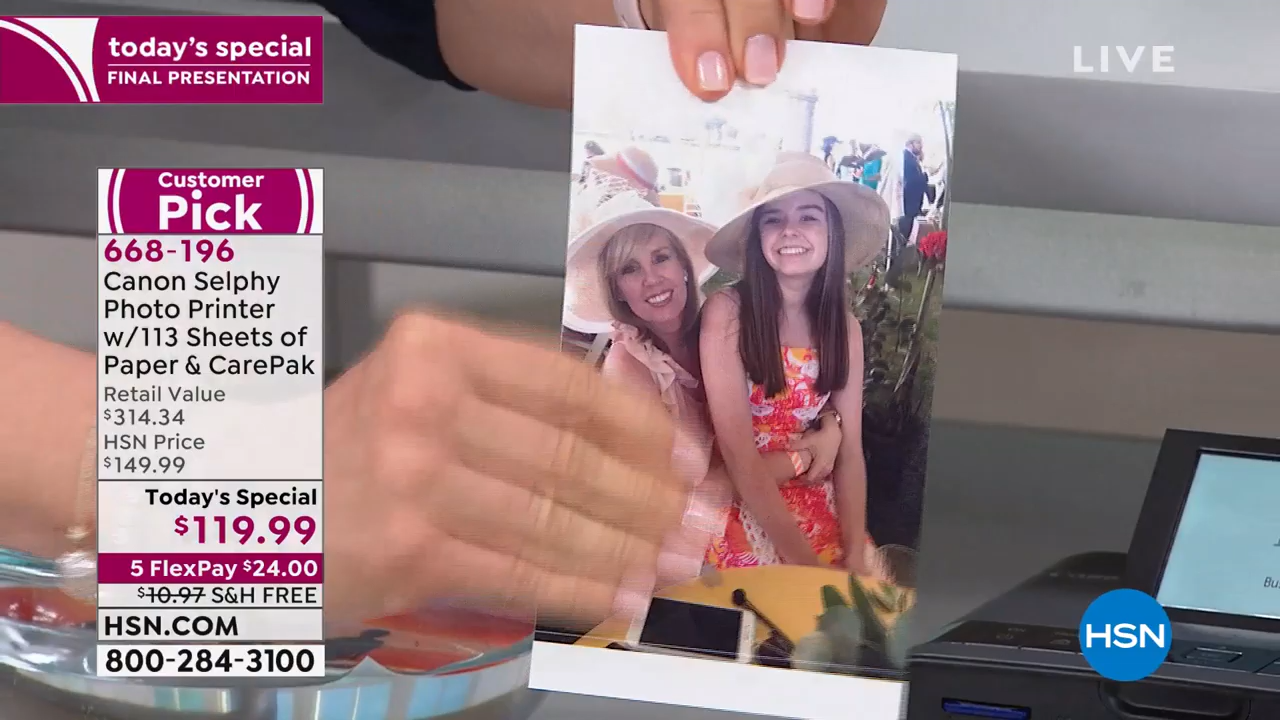 today's special
FINAL PRESENTATION
LIVE
Customer
Pick
668-196
Canon Selphy
Photo Printer
w/113 Sheets of
Paper & CarePak
Retail Value
$314.34
HSN Price
$149.99
Today's Special
$119.99
5 FlexPay $24.00
$10.97 S&H FREE
HSN.COM
800-284-3100
HSN